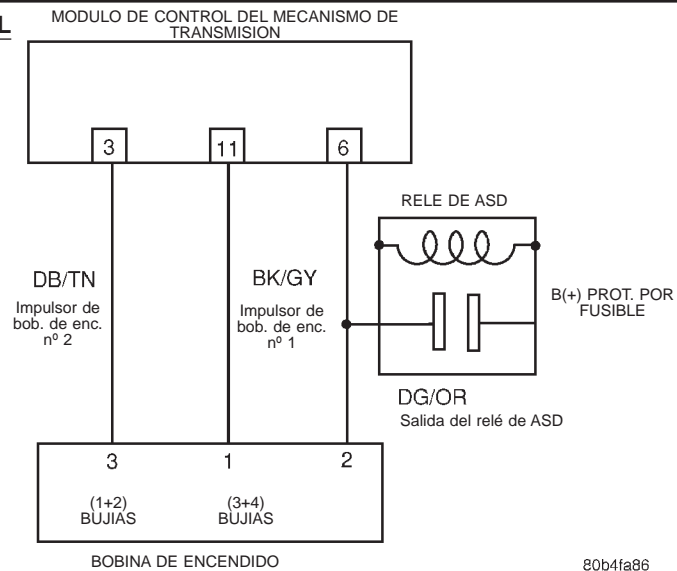 L
MODULO DE CONTROL DEL MECANISMO DE
TRANSMISION
3
11
6
RELE DE ASD
DB/TN
Impulsor de
bob. de enc.
nº 2
BK/GY
Impulsor de
bob. de enc.
nº 1
B(+) PROT. POR
FUSIBLE
DG/OR
Salida del relé de ASD
3
1
2
(1+2)
BUJIAS
(3+4)
BUJIAS
BOBINA DE ENCENDIDO
80b4fa86